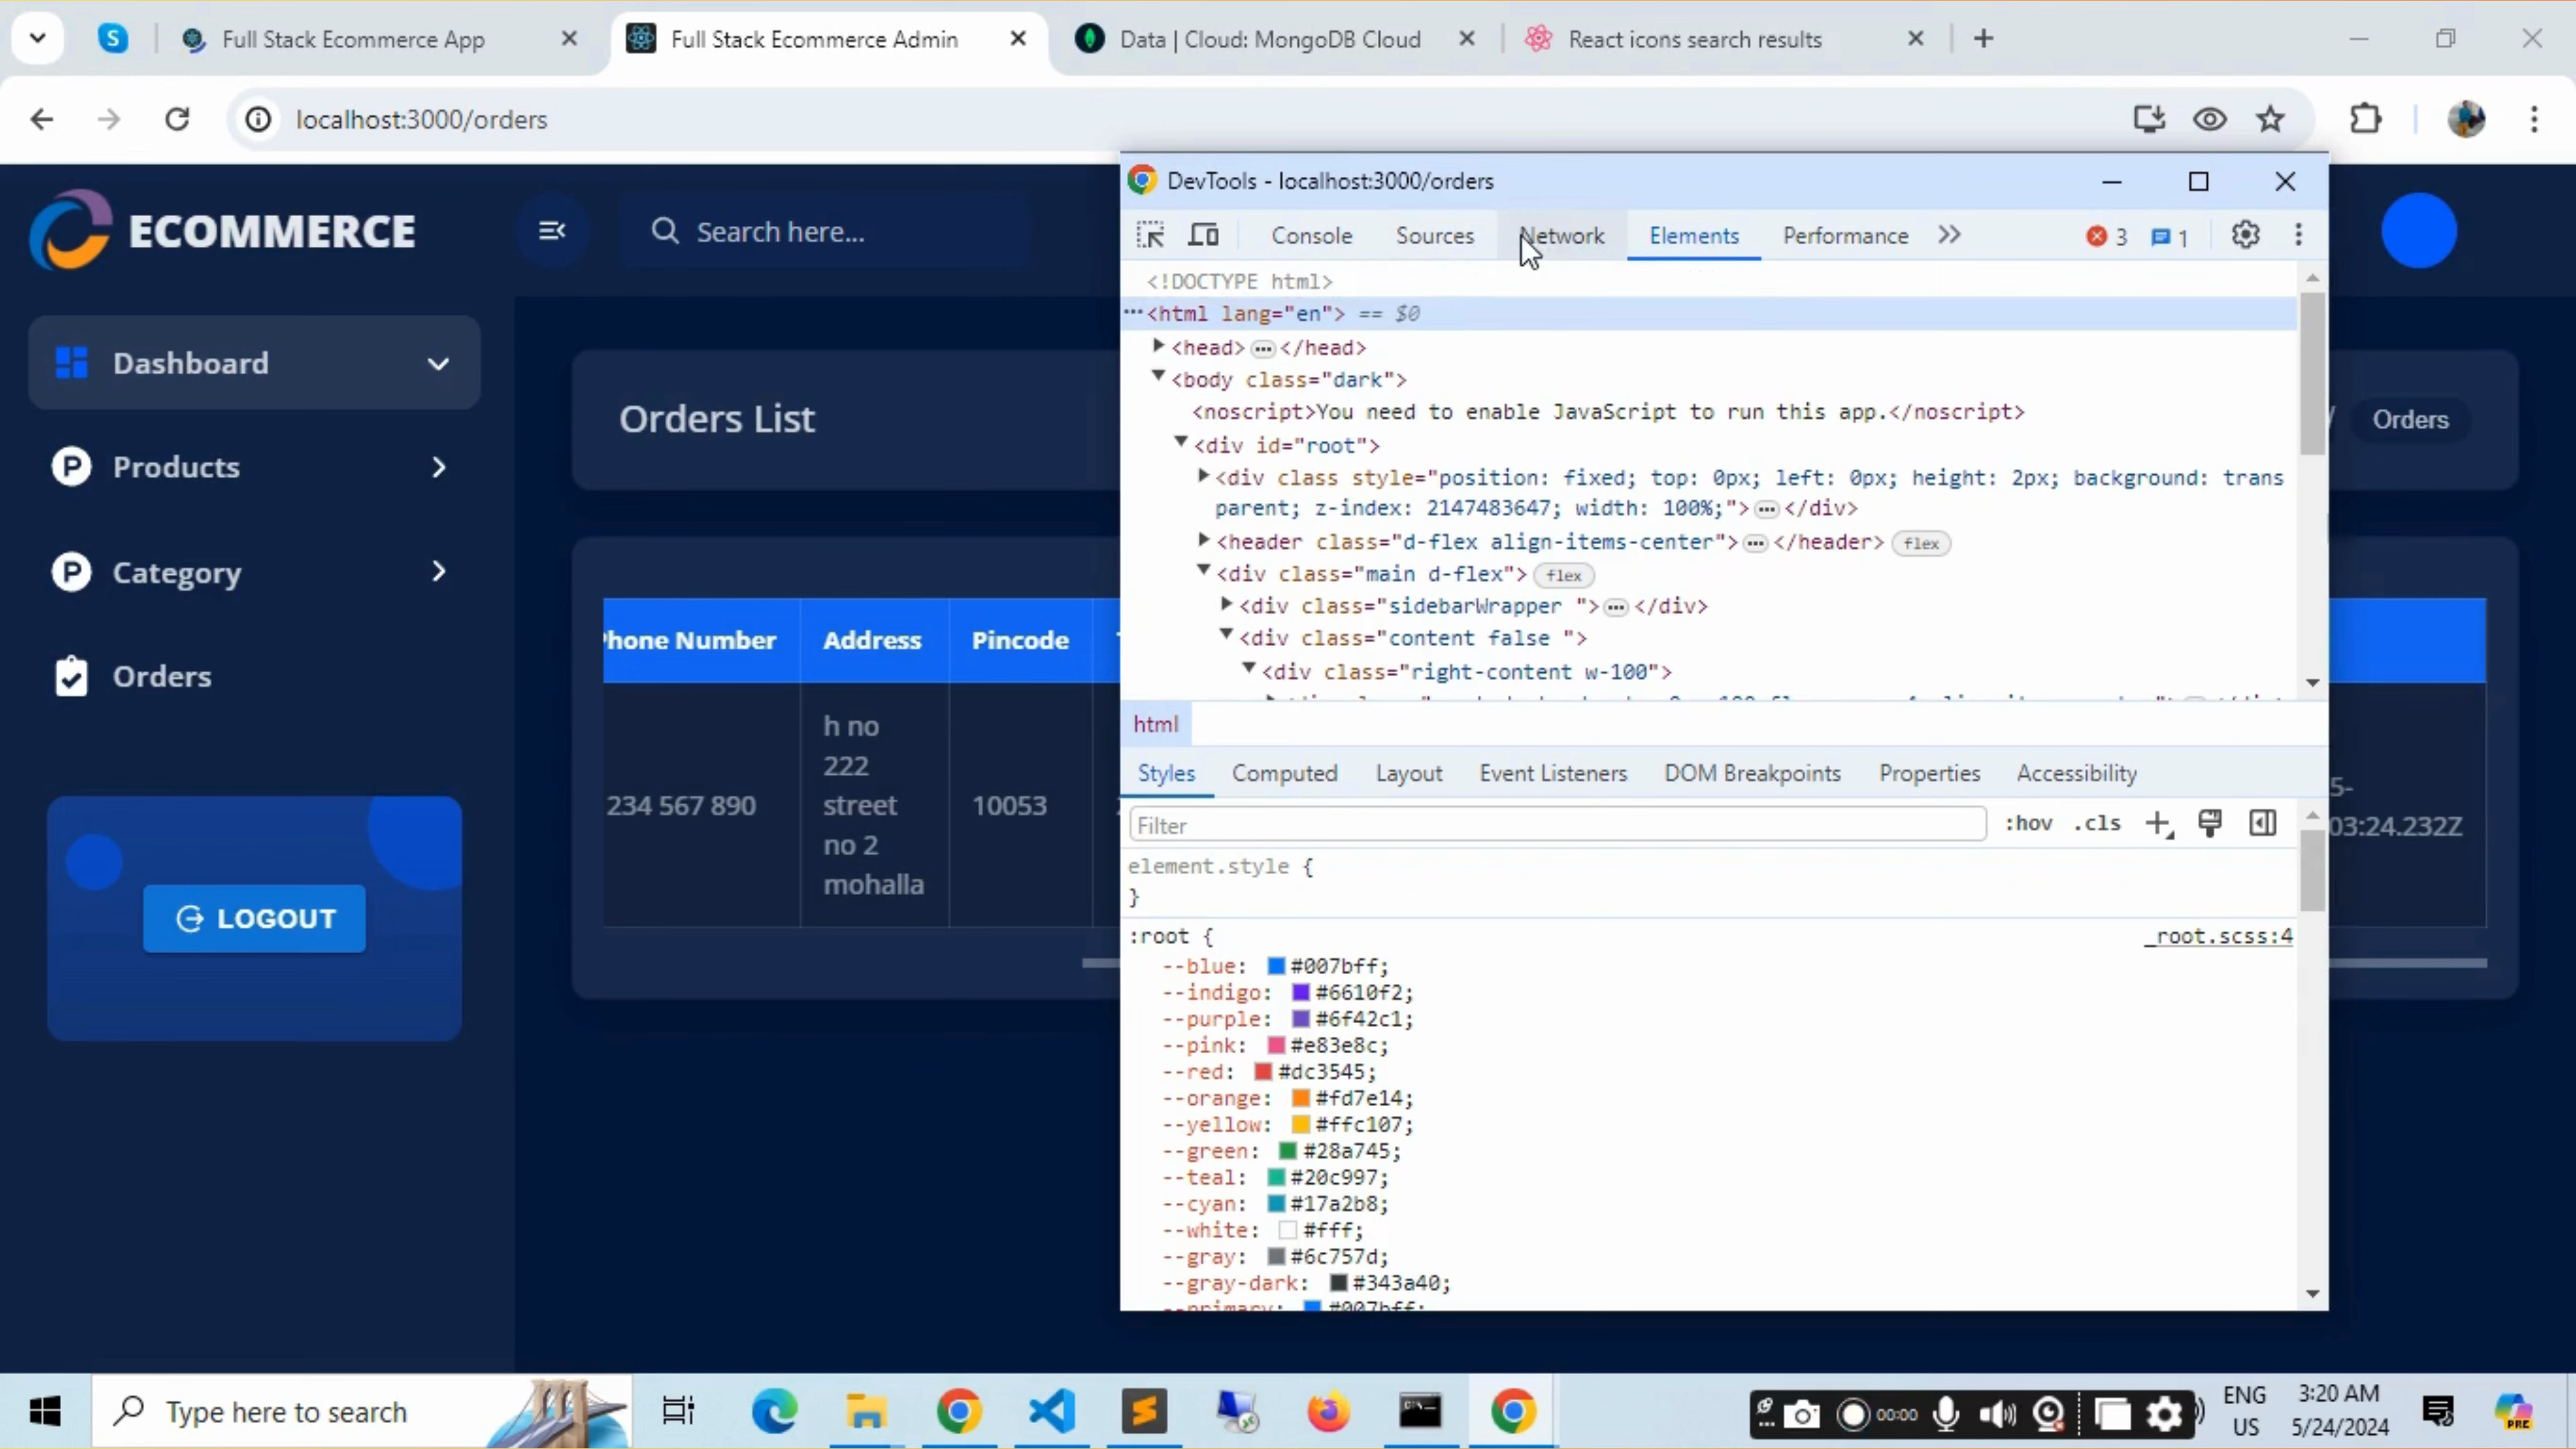 Full Stack Ecommerce App
Full Stack Ecommerce Admin
Data | Cloud: MongoDB Cloud
React icons search results
localhost:3000/orders
ECOMMERCE
Search here...
Dashboard
Products
Category
Orders
LOGOUT
Orders List
Orders
Phone Number Address Pincode
234 567 890
h no
222
street
no 2
mohalla
10053
5-
03:24.232Z
DevTools - localhost:3000/orders
Console Sources Network Elements Performance 3 1
<!DOCTYPE html>
<html lang="en"> == $0
<head> </head>
<body class="dark">
<noscript>You need to enable JavaScript to run this app.</noscript>
<div id="root">
<div class style="position: fixed; top: 0px; left: 0px; height: 2px; background: trans
parent; z-index: 2147483647; width: 100%;"> </div>
<header class="d-flex align-items-center"> </header> flex
<div class="main d-flex"> flex
<div class="sidebarWrapper "> </div>
<div class="content false ">
<div class="right-content w-100">
html
Styles Computed Layout Event Listeners DOM Breakpoints Properties Accessibility
Filter :hov .cls
element.style {
}
:root { _root.scss:4
--blue: #007bff;
--indigo: #6610f2;
--purple: #6f42c1;
--pink: #e83e8c;
--red: #dc3545;
--orange: #fd7e14;
--yellow: #ffc107;
--green: #28a745;
--teal: #20c997;
--cyan: #17a2b8;
--white: #fff;
--gray: #6c757d;
--gray-dark: #343a40;
--primary: #007bff;
Type here to search
00:00
ENG
US
3:20 AM
5/24/2024
PRE